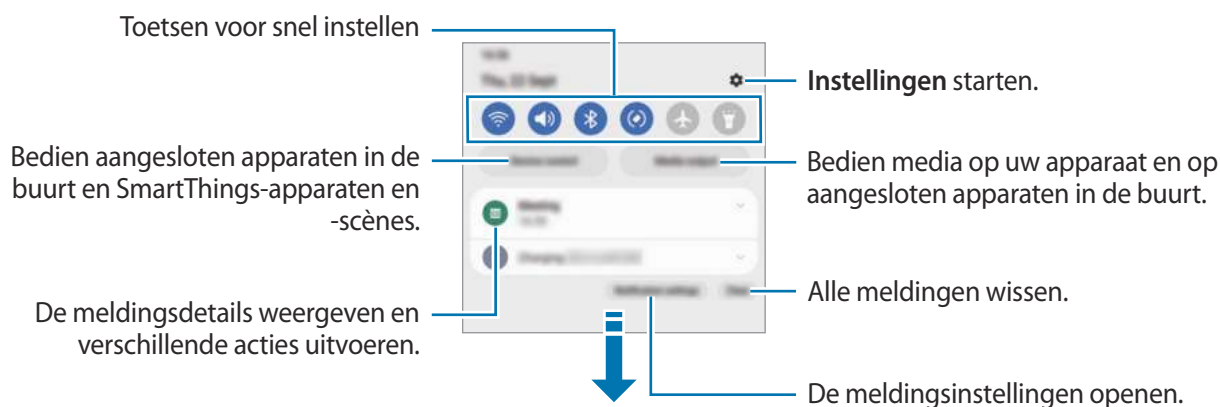 Toetsen voor snel instellen
Instellingen starten.
Bedien aangesloten apparaten in de
buurt en SmartThings-apparaten en
-scènes.
Bedien media op uw apparaat en op
aangesloten apparaten in de buurt.
De meldingsdetails weergeven en
verschillende acties uitvoeren.
Alle meldingen wissen.
De meldingsinstellingen openen.